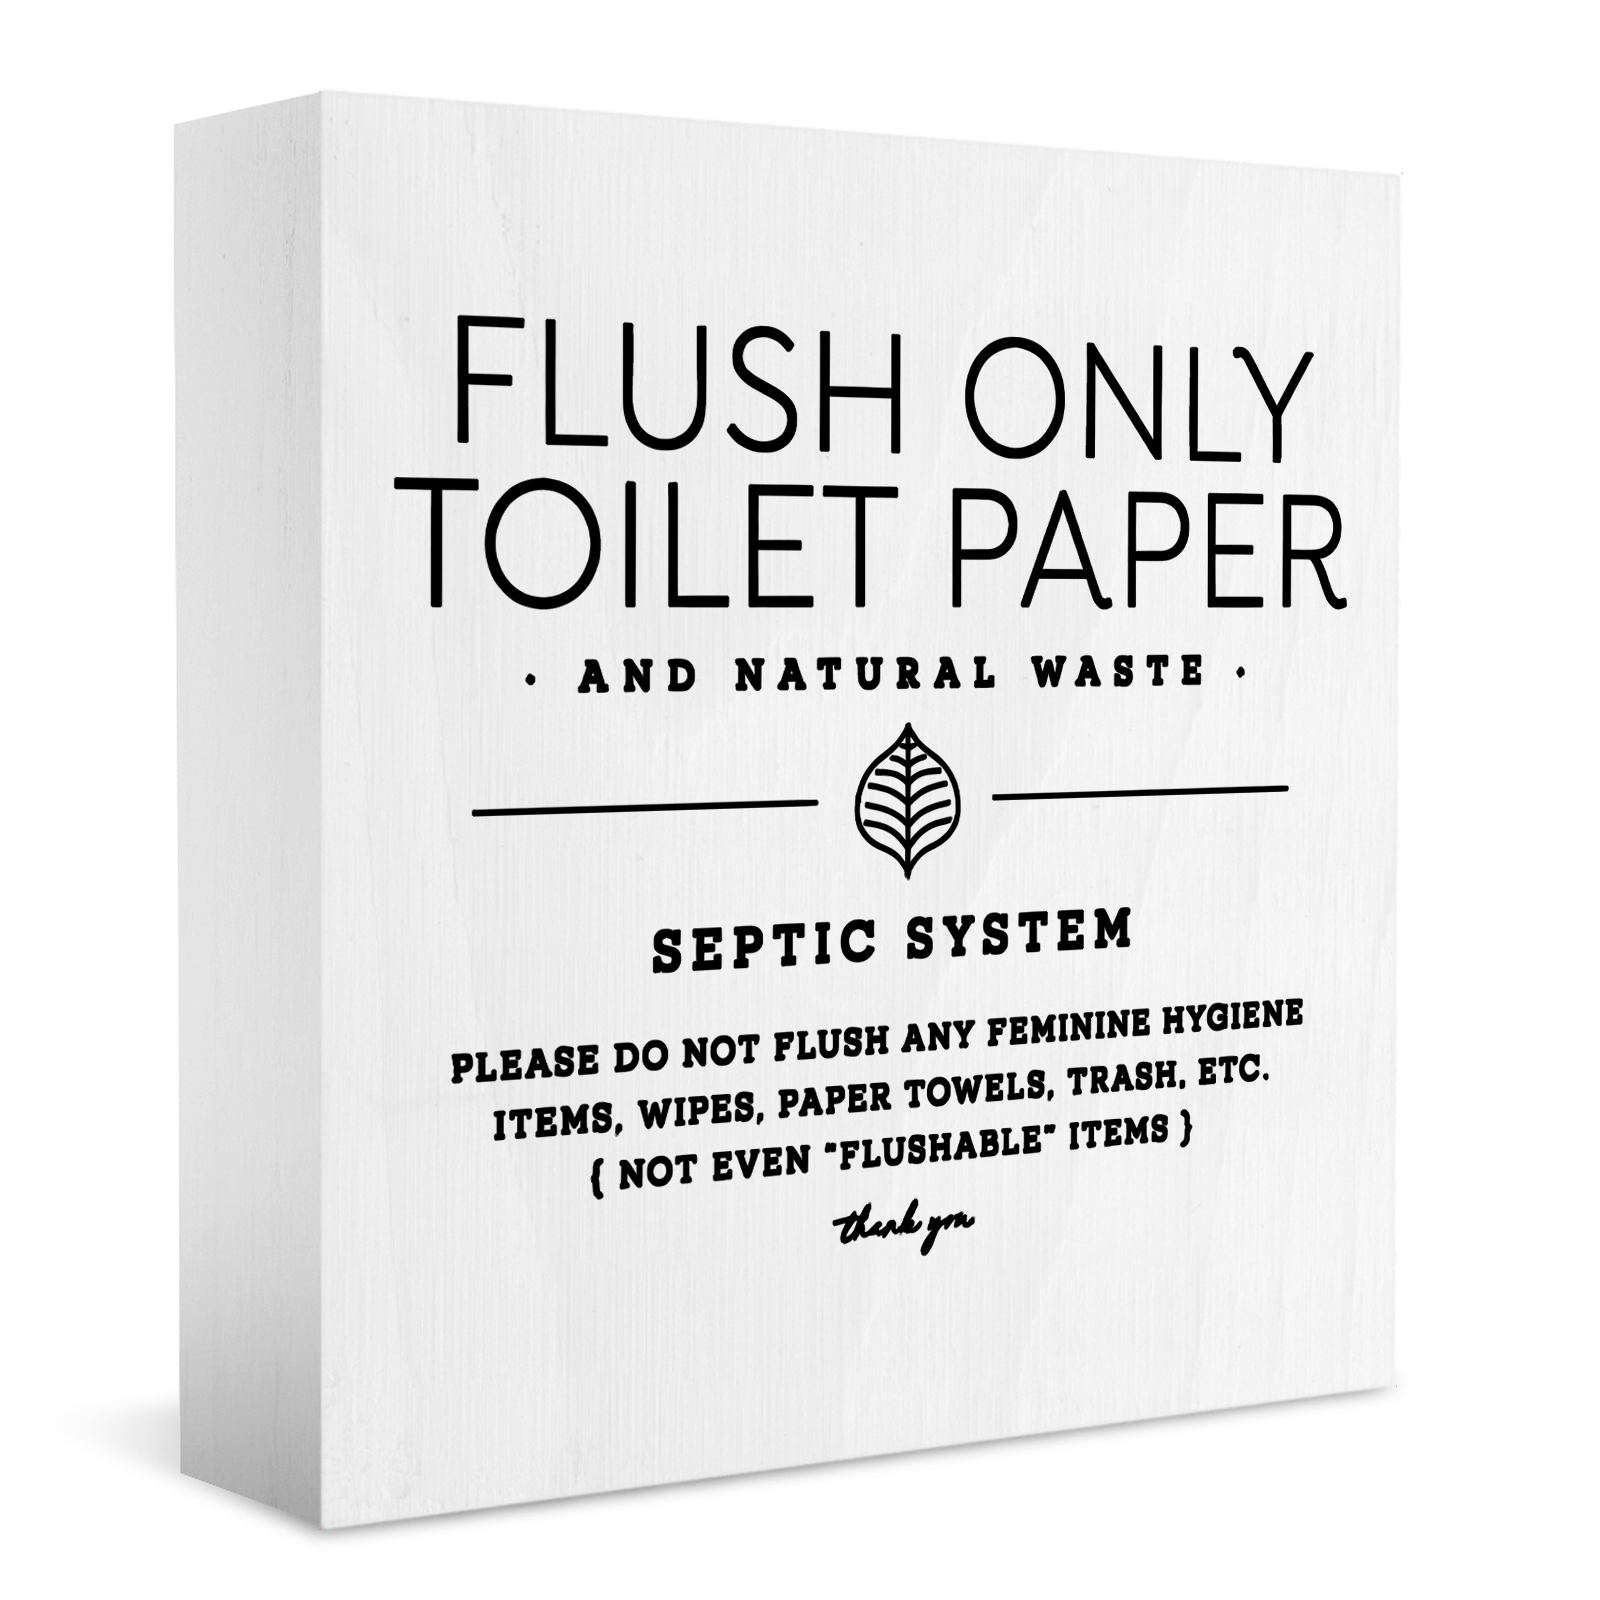 FLUSH ONLY
TOILET PAPER
· AND NATURAL WASTE ·
SEPTIC SYSTEM
PLEASE DO NOT FLUSH ANY FEMININE HYGIENE
ITEMS, WIPES, PAPER TOWELS, TRASH, ETC.
{ NOT EVEN "FLUSHABLE" ITEMS }
thank you